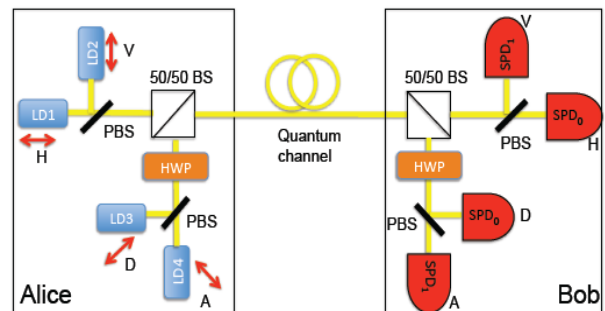 LD2
V
LD1
H
PBS
50/50 BS
HWP
LD3
D
PBS
LD4
A
Alice
Quantum
channel
50/50 BS
V
SPD1
SPD0
H
PBS
HWP
SPD0
D
PBS
SPD1
A
Bob